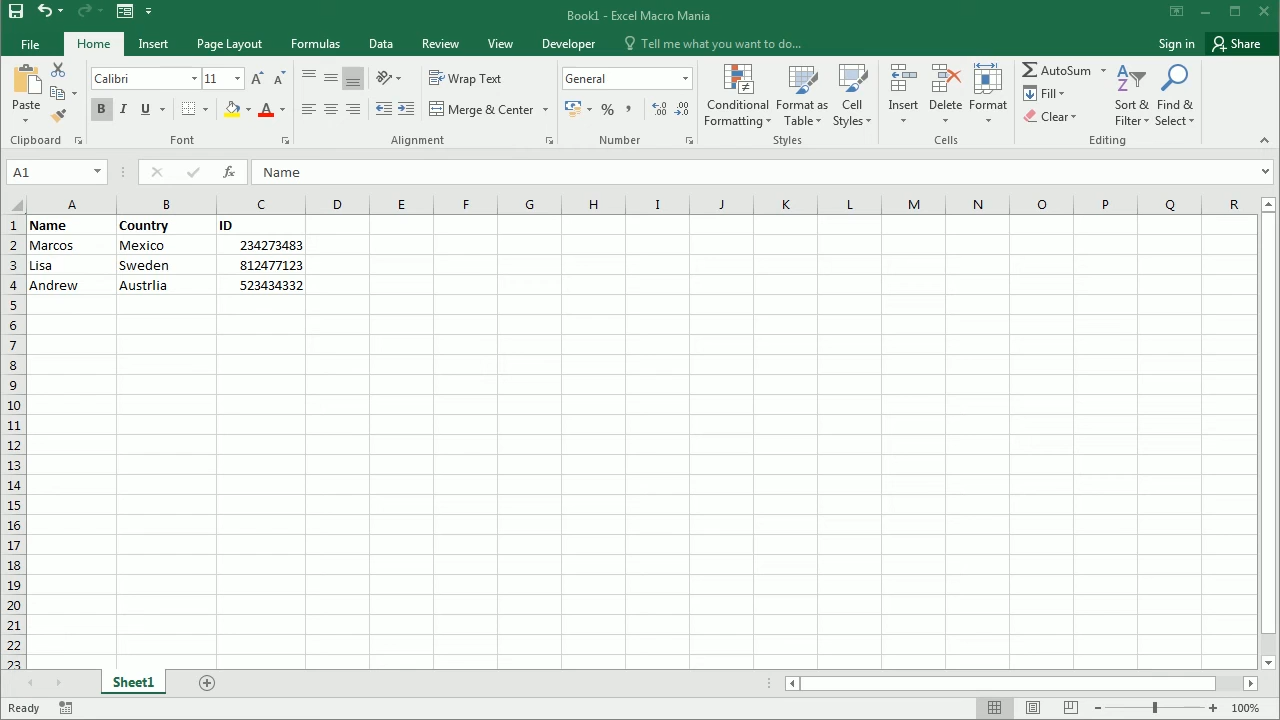 Book1 - Excel Macro Mania
File Home Insert Page Layout Formulas Data Review View Developer Tell me what you want to do... Sign in Share
Paste
Clipboard
Calibri 11
B I U A
Font
Wrap Text
Merge & Center
Alignment
General
% ,
Number
Conditional Formatting
Format as Table
Cell Styles
Styles
Insert Delete Format
Cells
AutoSum
Fill
Clear
Sort & Filter
Find & Select
Editing
A1 fx Name
A B C D E F G H I J K L M N O P Q R
1 Name Country ID
2 Marcos Mexico 234273483
3 Lisa Sweden 812477123
4 Andrew Austrlia 523434332
5
6
7
8
9
10
11
12
13
14
15
16
17
18
19
20
21
22
23
Sheet1
Ready 100%